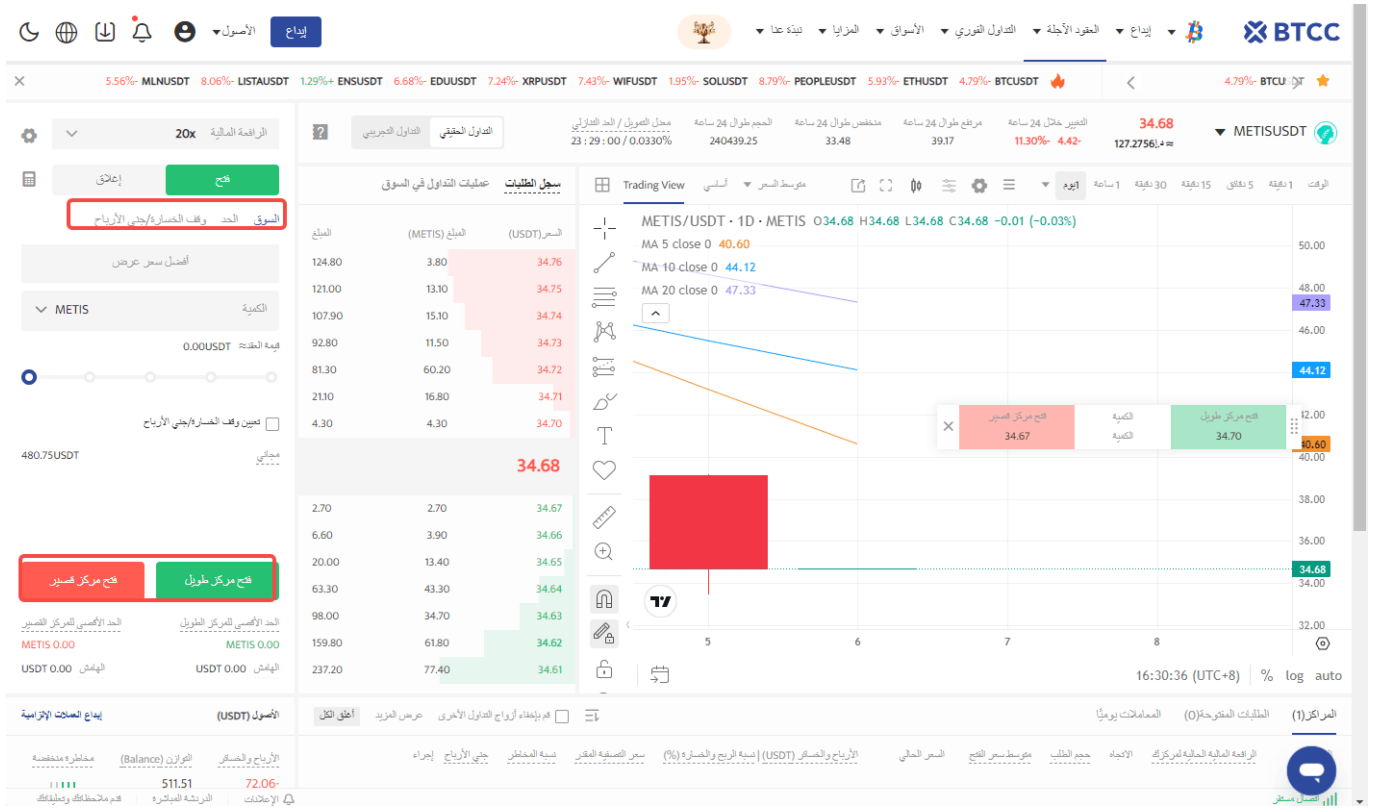 BTCC
إيداع
العقود الآجلة
التداول الفوري
الأسواق
المزايا
نبذة عنا
إيداع
الأصول
4.79%- BTCU
4.79%- BTCUSDT
5.93%- ETHUSDT
8.79%- PEOPLEUSDT
1.95%- SOLUSDT
7.43%- WIFUSDT
7.24%- XRPUSDT
6.68%- EDUUSDT
1.29%+ ENSUSDT
8.06%- LISTAUSDT
5.56%- MLNUSDT
METISUSDT
34.68
التغيير خلال 24 ساعة
11.30%- 4.42-
مرتفع طوال 24 ساعة
39.17
منخفض طوال 24 ساعة
33.48
الحجم طوال 24 ساعة
240439.25
معدل التمويل / العد التنازلي
23 : 29 : 00 / 0.0330%
التداول الحقيقي
التداول التجريبي
الرافعة المالية 20x
الوقت 1 دقيقة 5 دقائق 15 دقيقة 30 دقيقة 1 ساعة 1يوم
متوسط السعر
أساسي Trading View
METIS/USDT · 1D · METIS O34.68 H34.68 L34.68 C34.68 −0.01 (−0.03%)
MA 5 close 0 40.60
MA 10 close 0 44.12
MA 20 close 0 47.33
50.00
48.00
47.33
46.00
44.12
42.00
40.60
40.00
38.00
36.00
34.68
34.00
32.00
فتح مركز طويل
34.70
الكمية
الكمية
فتح مركز قصير
34.67
5 6 7 8
16:30:36 (UTC+8) % log auto
سجل الطلبات عمليات التداول في السوق
السعر(USDT) المبلغ (METIS) المبلغ
34.76 3.80 124.80
34.75 13.10 121.00
34.74 15.10 107.90
34.73 11.50 92.80
34.72 60.20 81.30
34.71 16.80 21.10
34.70 4.30 4.30
34.68
34.67 2.70 2.70
34.66 3.90 6.60
34.65 13.40 20.00
34.64 43.30 63.30
34.63 34.70 98.00
34.62 61.80 159.80
34.61 77.40 237.20
فتح
إغلاق
السوق الحد وقف الخسارة/جني الأرباح
أفضل سعر عرض
الكمية METIS
قيمة العقد≈ 0.00USDT
تعيين وقف الخسارة/جني الأرباح
مجاني 480.75USDT
فتح مركز طويل
فتح مركز قصير
الحد الأقصى للمركز الطويل الحد الأقصى للمركز القصير
METIS 0.00 METIS 0.00
الهامش 0.00 USDT الهامش 0.00 USDT
المراكز(1) الطلبات المفتوحة(0) المعاملات يوميًا
قم بإخفاء أزواج التداول الأخرى
عرض المزيد
أغلق الكل
الرافعة المالية الحالية لمركزك الاتجاه حجم الطلب متوسط سعر الفتح السعر الحالي الأرباح والخسائر (USDT) | نسبة الربح والخسارة (%) سعر التصفية المقدر نسبة المخاطر جني الأرباح إجراء
الأصول (USDT) إيداع العملات الإلزامية
الأرباح والخسائر التوازن (Balance) مخاطرة منخفضة
72.06- 511.51
اتصال مستقر
الإعلانات الدردشة المباشرة قدم ملاحظاتك وتعليقاتك